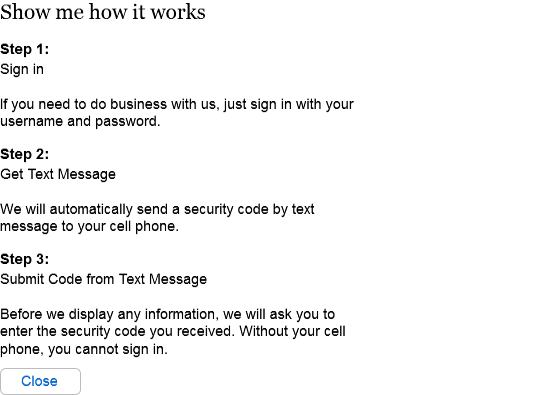 Show me how it works
Step 1:
Sign in
If you need to do business with us, just sign in with your
username and password.
Step 2:
Get Text Message
We will automatically send a security code by text
message to your cell phone.
Step 3:
Submit Code from Text Message
Before we display any information, we will ask you to
enter the security code you received. Without your cell
phone, you cannot sign in.
Close